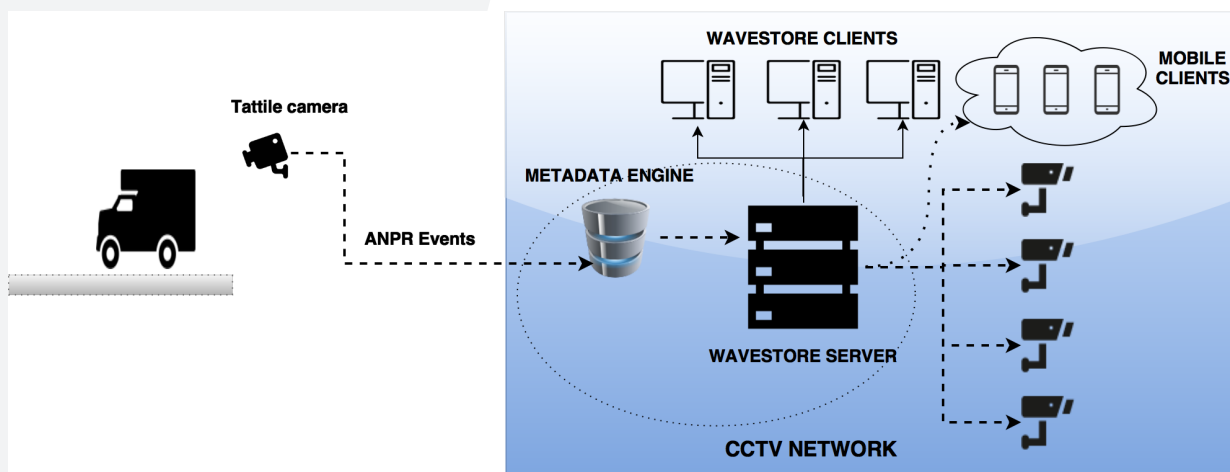 WAVESTORE CLIENTS
MOBILE
CLIENTS
Tattile camera
METADATA ENGINE
ANPR Events
WAVESTORE SERVER
CCTV NETWORK